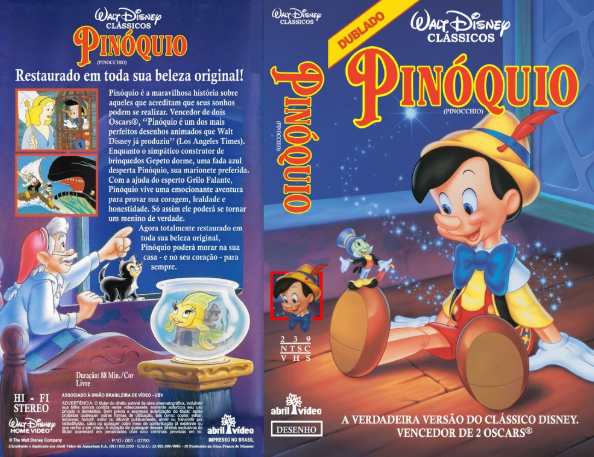 WALT DISNEY
CLÁSSICOS
PINÓQUIO
(PINOCCHIO)
Restaurado em toda sua beleza original!
Pinóquio é a maravilhosa história sobre
aqueles que acreditam que seus sonhos
podem se realizar. Vencedor de dois
Oscars®, "Pinóquio é um dos mais
perfeitos desenhos animados que Walt
Disney já produziu" (Los Angeles Times).
Enquanto o simpático construtor de
brinquedos Gepeto dorme, uma fada azul
desperta Pinóquio, sua marionete preferida.
Com a ajuda do esperto Grilo Falante,
Pinóquio vive uma emocionante aventura
para provar sua coragem, lealdade e
honestidade. Só assim ele poderá se tornar
um menino de verdade.
Agora totalmente restaurado em
toda sua beleza original,
Pinóquio poderá morar na sua
casa - e no seu coração - para
sempre.
Duração: 88 Min./Cor
Livre
HI - FI
STEREO
WALT DISNEY
HOME VIDEO
ASSOCIADO À UNIÃO BRASILEIRA DE VÍDEO - UBV
© The Walt Disney Company
abril vídeo
IMPRESSO NO BRASIL
WALT DISNEY
CLÁSSICOS
PINÓQUIO
(PINOCCHIO)
2 3 9
NTSC
VHS
abril vídeo
DESENHO
DUBLADO
WALT DISNEY
CLÁSSICOS
PINÓQUIO
(PINOCCHIO)
A VERDADEIRA VERSÃO DO CLÁSSICO DISNEY.
VENCEDOR DE 2 OSCARS®